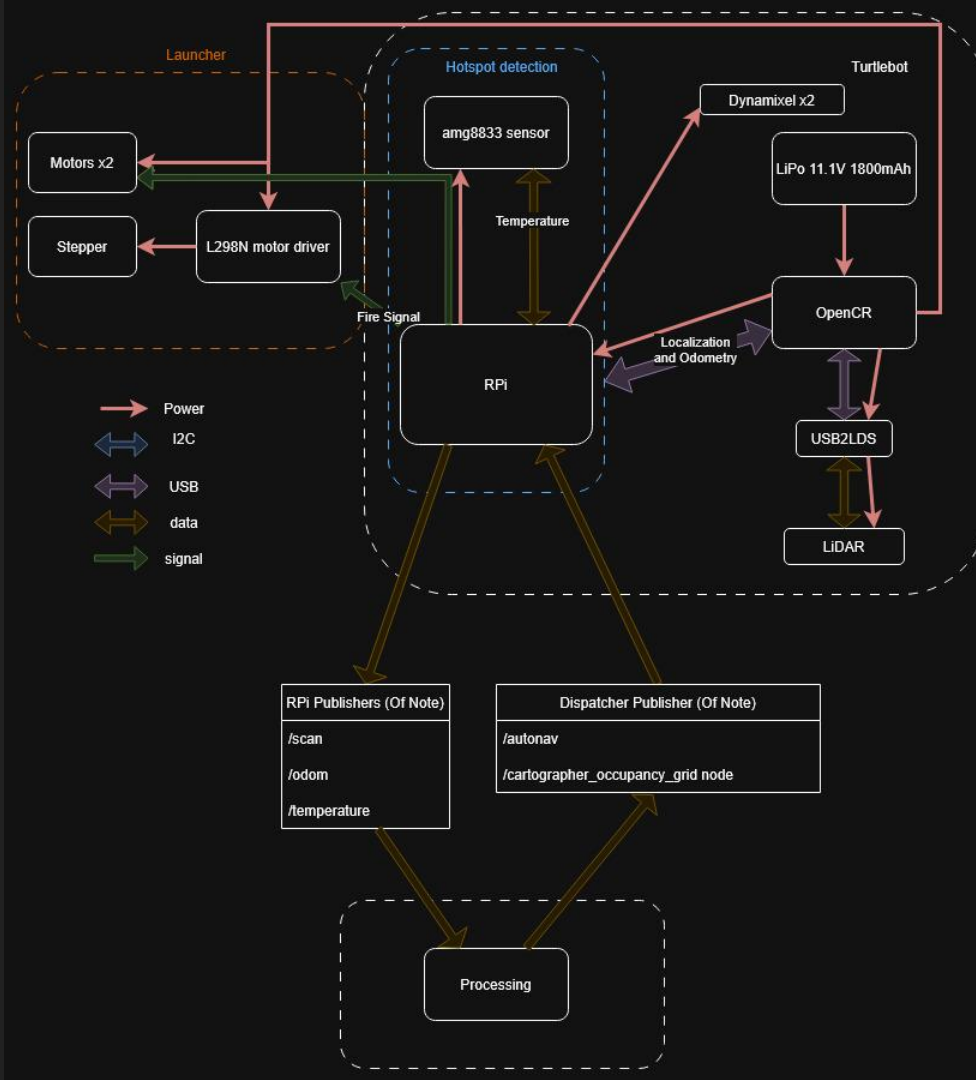 Launcher
Hotspot detection
Turtlebot
Motors x2
amg8833 sensor
Dynamixel x2
LiPo 11.1V 1800mAh
Stepper
L298N motor driver
Temperature
Fire Signal
OpenCR
Localization
and Odometry
RPi
Power
I2C
USB
data
signal
USB2LDS
LiDAR
RPi Publishers (Of Note)
/scan
/odom
/temperature
Dispatcher Publisher (Of Note)
/autonav
/cartographer_occupancy_grid node
Processing